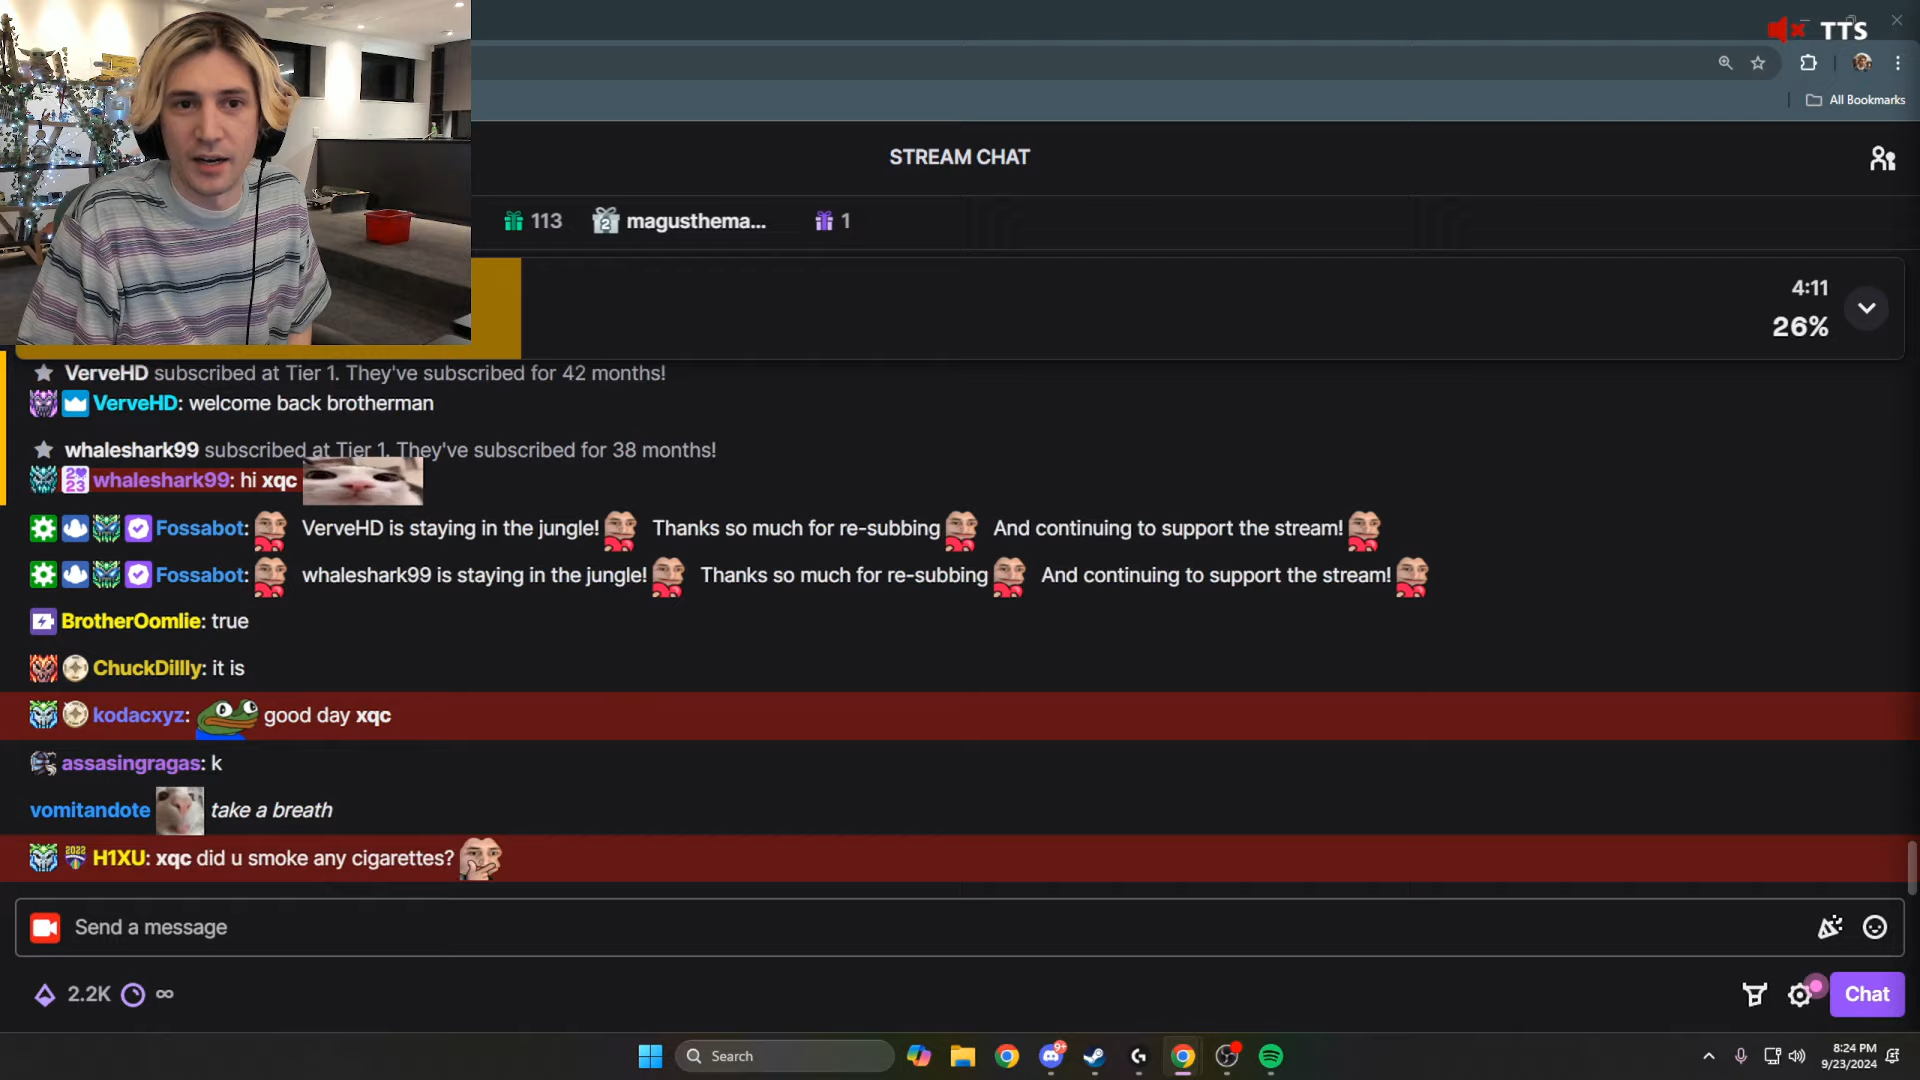 TTS
All Bookmarks
STREAM CHAT
113 2 magusthema... 1
4:11
26%
VerveHD subscribed at Tier 1. They've subscribed for 42 months!
VerveHD: welcome back brotherman
whaleshark99 subscribed at Tier 1. They've subscribed for 38 months!
2023 whaleshark99: hi xqc
Fossabot: VerveHD is staying in the jungle! Thanks so much for re-subbing And continuing to support the stream!
Fossabot: whaleshark99 is staying in the jungle! Thanks so much for re-subbing And continuing to support the stream!
BrotherOomlie: true
ChuckDillly: it is
kodacxyz: good day xqc
assasingragas: k
vomitandote take a breath
2022 H1XU: xqc did u smoke any cigarettes?
Send a message
2.2K ∞
Chat
Search
9+
8:24 PM
9/23/2024